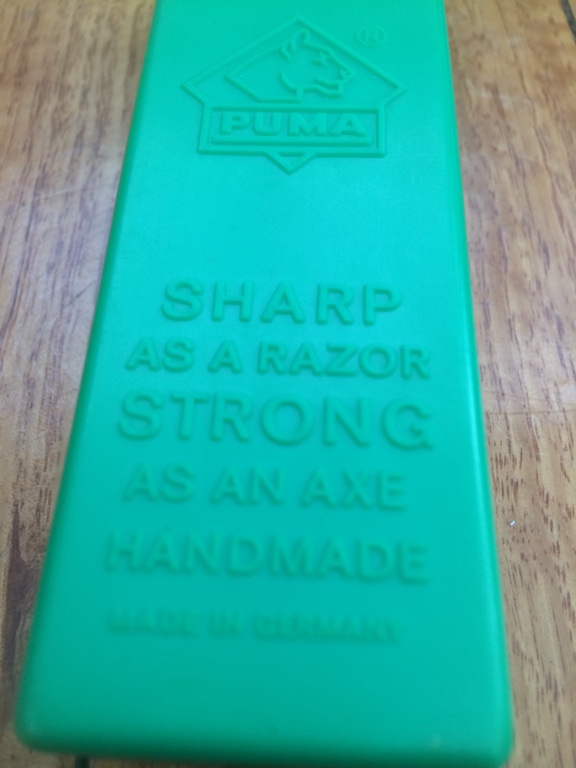 ®
PUMA
SHARP
AS A RAZOR
STRONG
AS AN AXE
HANDMADE
MADE IN GERMANY